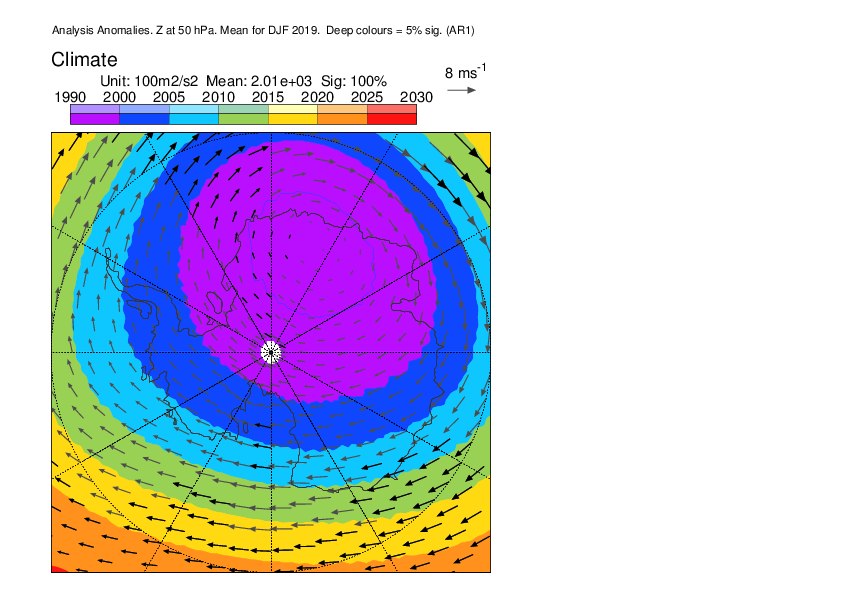 Analysis Anomalies. Z at 50 hPa. Mean for DJF 2019.  Deep colours = 5% sig. (AR1)
Climate
8 ms-1
Unit: 100m2/s2  Mean: 2.01e+03  Sig: 100%
1990 2000 2005 2010 2015 2020 2025 2030